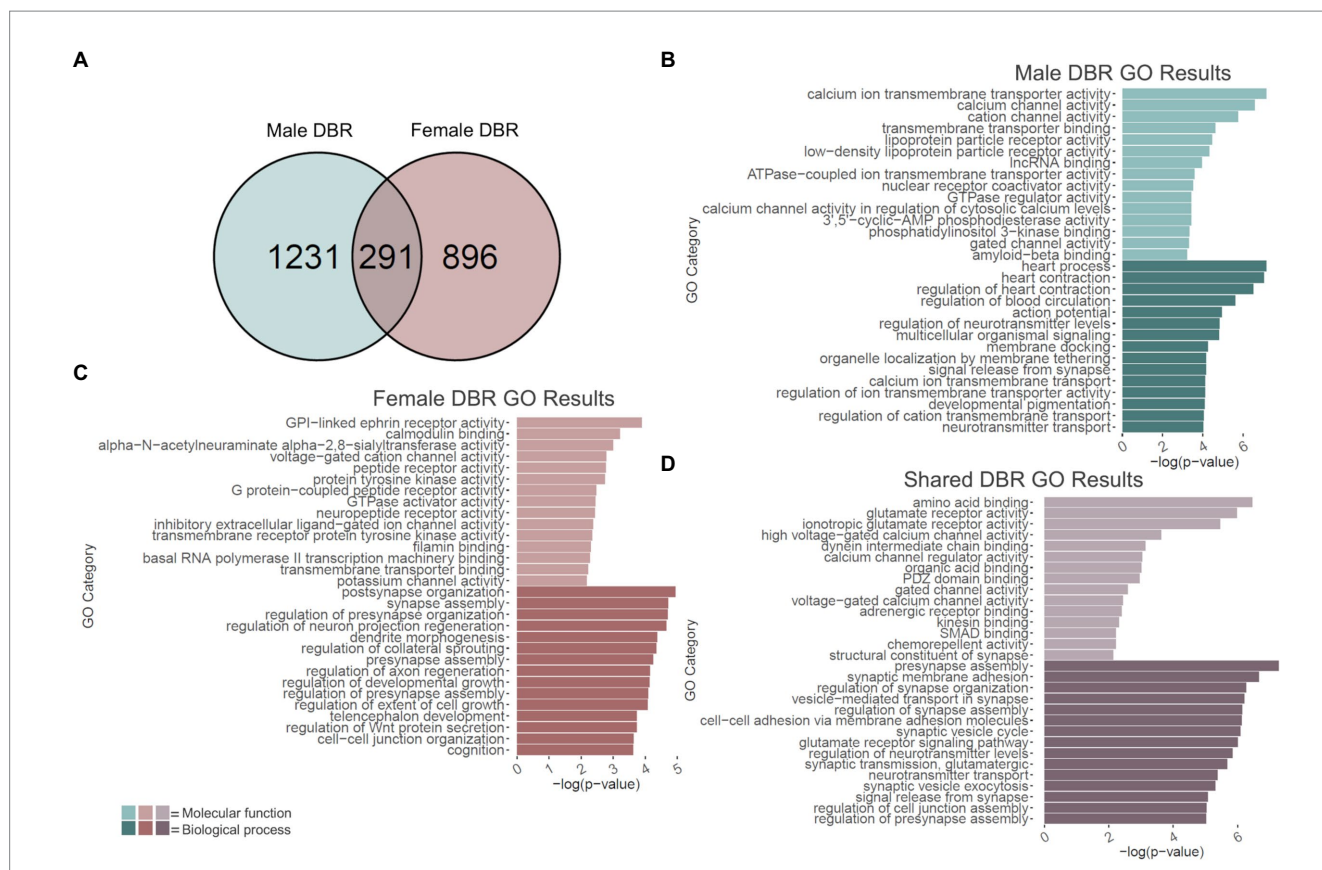 A
Male DBR
Female DBR
1231
291
896
B
Male DBR GO Results
GO Category
calcium ion transmembrane transporter activity
calcium channel activity
cation channel activity
transmembrane transporter binding
lipoprotein particle receptor activity
low−density lipoprotein particle receptor activity
lncRNA binding
ATPase−coupled ion transmembrane transporter activity
nuclear receptor coactivator activity
GTPase regulator activity
calcium channel activity in regulation of cytosolic calcium levels
3',5'−cyclic−AMP phosphodiesterase activity
phosphatidylinositol 3−kinase binding
gated channel activity
amyloid−beta binding
heart process
heart contraction
regulation of heart contraction
regulation of blood circulation
action potential
regulation of neurotransmitter levels
multicellular organismal signaling
membrane docking
organelle localization by membrane tethering
signal release from synapse
calcium ion transmembrane transport
regulation of ion transmembrane transporter activity
developmental pigmentation
regulation of cation transmembrane transport
neurotransmitter transport
0 2 4 6
−log(p−value)
C
Female DBR GO Results
GO Category
GPI−linked ephrin receptor activity
calmodulin binding
alpha−N−acetylneuraminate alpha−2,8−sialyltransferase activity
voltage−gated cation channel activity
peptide receptor activity
protein tyrosine kinase activity
G protein−coupled peptide receptor activity
GTPase activator activity
neuropeptide receptor activity
inhibitory extracellular ligand−gated ion channel activity
transmembrane receptor protein tyrosine kinase activity
filamin binding
basal RNA polymerase II transcription machinery binding
transmembrane transporter binding
potassium channel activity
postsynapse organization
synapse assembly
regulation of presynapse organization
regulation of neuron projection regeneration
dendrite morphogenesis
regulation of collateral sprouting
presynapse assembly
regulation of axon regeneration
regulation of developmental growth
regulation of presynapse assembly
regulation of extent of cell growth
telencephalon development
regulation of Wnt protein secretion
cell−cell junction organization
cognition
0 1 2 3 4 5
−log(p−value)
D
Shared DBR GO Results
GO Category
amino acid binding
glutamate receptor activity
ionotropic glutamate receptor activity
high voltage−gated calcium channel activity
dynein intermediate chain binding
calcium channel regulator activity
organic acid binding
PDZ domain binding
gated channel activity
voltage−gated calcium channel activity
adrenergic receptor binding
kinesin binding
SMAD binding
chemorepellent activity
structural constituent of synapse
presynapse assembly
synaptic membrane adhesion
regulation of synapse organization
vesicle−mediated transport in synapse
regulation of synapse assembly
cell−cell adhesion via membrane adhesion molecules
synaptic vesicle cycle
glutamate receptor signaling pathway
regulation of neurotransmitter levels
synaptic transmission, glutamatergic
neurotransmitter transport
synaptic vesicle exocytosis
signal release from synapse
regulation of cell junction assembly
regulation of presynapse assembly
0 2 4 6
−log(p−value)
= Molecular function
= Biological process